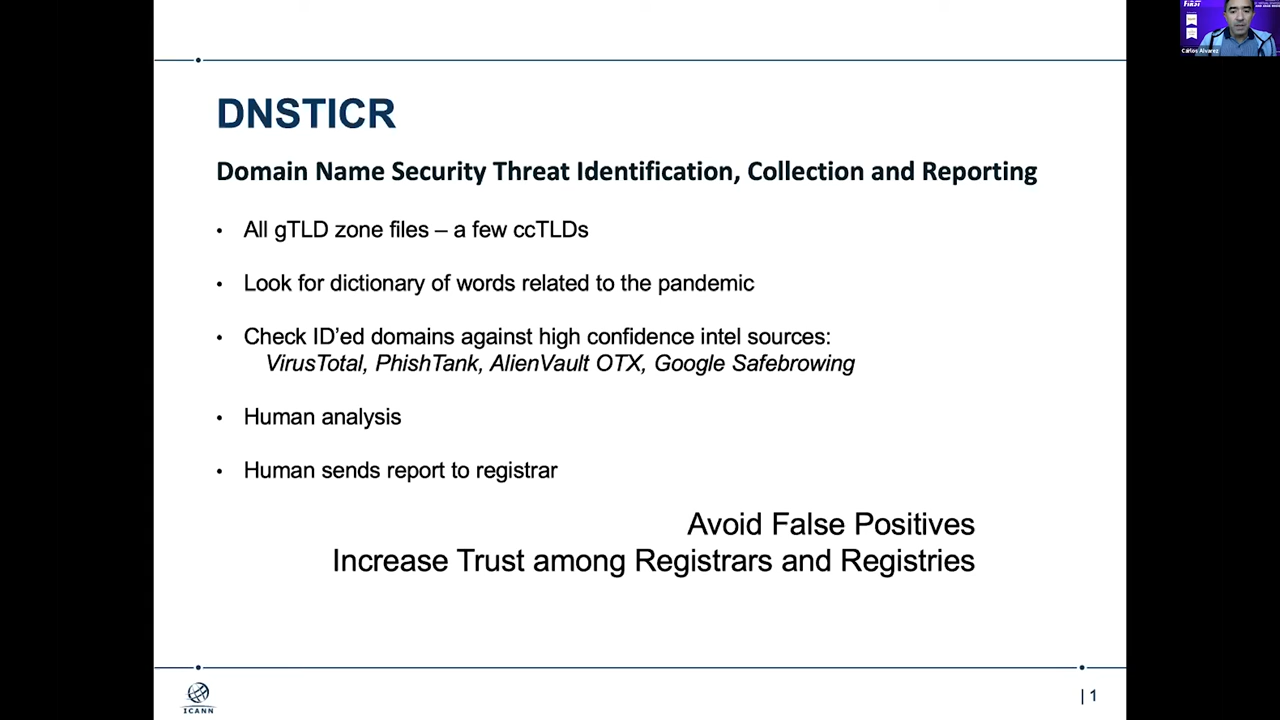 FIRST
Carlos Alvarez
DNSTICR
Domain Name Security Threat Identification, Collection and Reporting
• All gTLD zone files – a few ccTLDs
• Look for dictionary of words related to the pandemic
• Check ID’ed domains against high confidence intel sources:
VirusTotal, PhishTank, AlienVault OTX, Google Safebrowing
• Human analysis
• Human sends report to registrar
Avoid False Positives
Increase Trust among Registrars and Registries
ICANN
| 1